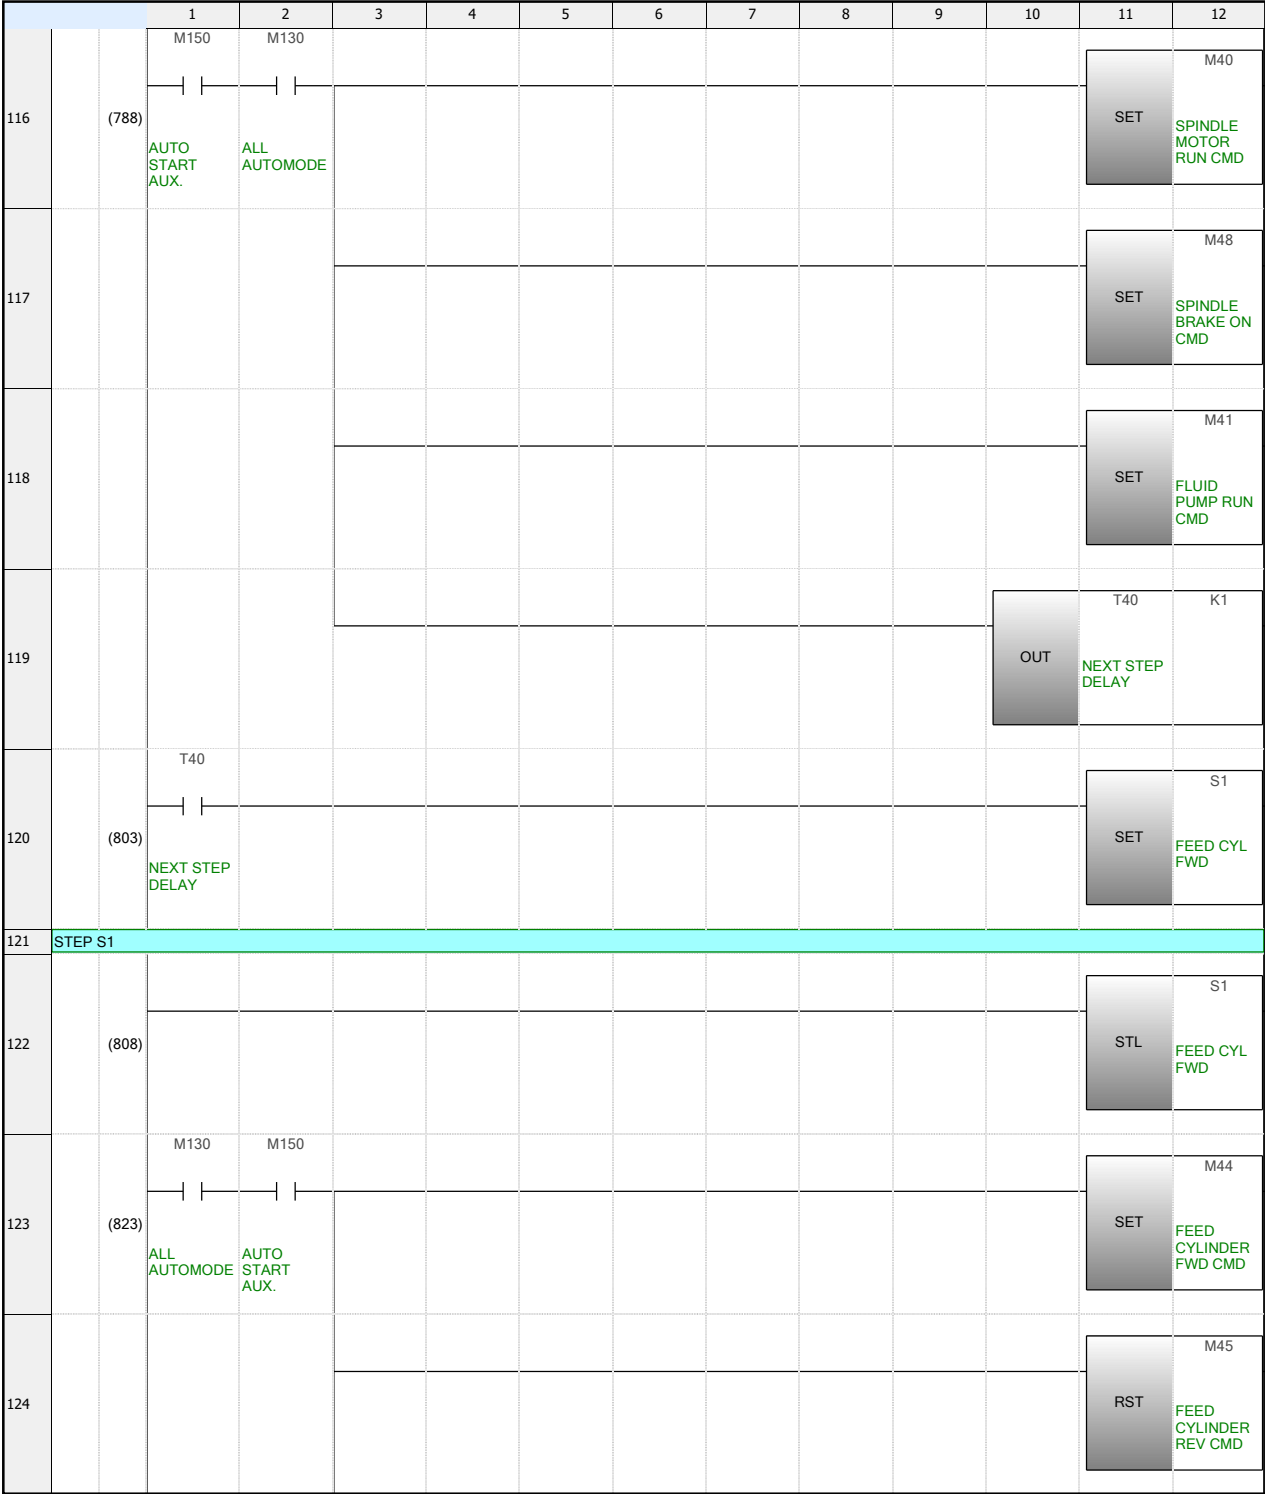 1 2 3 4 5 6 7 8 9 10 11 12
M150 M130
M40
116 (788) SET
AUTO
START
AUX.
ALL
AUTOMODE
SPINDLE
MOTOR
RUN CMD
M48
117 SET
SPINDLE
BRAKE ON
CMD
M41
118 SET
FLUID
PUMP RUN
CMD
T40 K1
119 OUT
NEXT STEP
DELAY
T40
S1
120 (803) SET
NEXT STEP
DELAY
FEED CYL
FWD
121 STEP S1
S1
122 (808) STL
FEED CYL
FWD
M130 M150
M44
123 (823) SET
ALL
AUTOMODE
AUTO
START
AUX.
FEED
CYLINDER
FWD CMD
M45
124 RST
FEED
CYLINDER
REV CMD